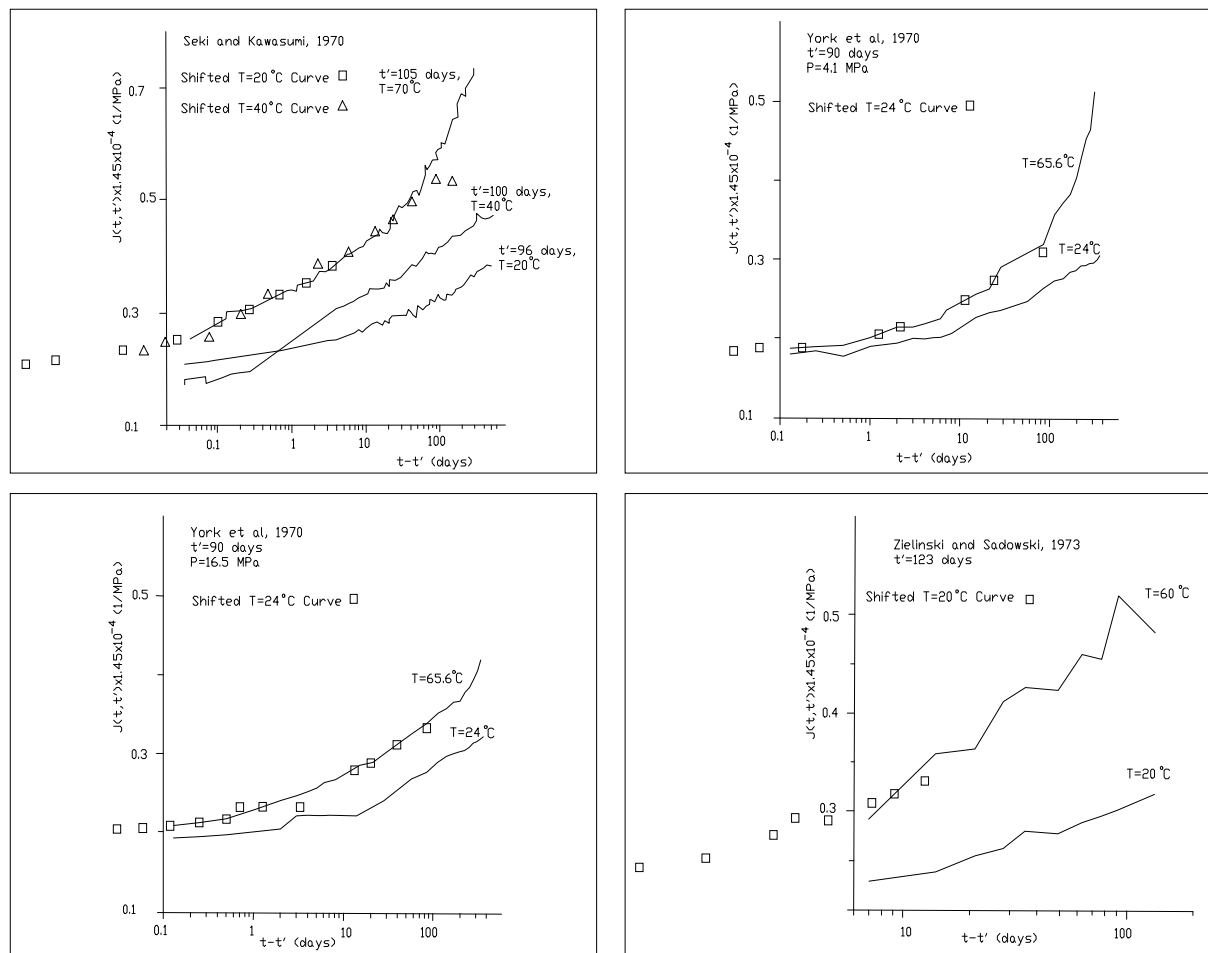 Seki and Kawasumi, 1970
Shifted T=20°C Curve
Shifted T=40°C Curve
t'=105 days,
T=70°C
t'=100 days,
T=40°C
t'=96 days,
T=20°C
J(t,t')x1.45x10⁻⁴ (1/MPa)
0.7
0.5
0.3
0.1
0.1
1
10
100
t-t' (days)
York et al, 1970
t'=90 days
P=4.1 MPa
Shifted T=24°C Curve
T=65.6°C
T=24°C
J(t,t')x1.45x10⁻⁴ (1/MPa)
0.5
0.3
0.1
0.1
1
10
100
t-t' (days)
York et al, 1970
t'=90 days
P=16.5 MPa
Shifted T=24°C Curve
T=65.6°C
T=24°C
J(t,t')x1.45x10⁻⁴ (1/MPa)
0.5
0.3
0.1
0.1
1
10
100
t-t' (days)
Zielinski and Sadowski, 1973
t'=123 days
Shifted T=20°C Curve
T=60°C
T=20°C
J(t,t')x1.45x10⁻⁴ (1/MPa)
0.5
0.4
0.3
10
100
t-t' (days)